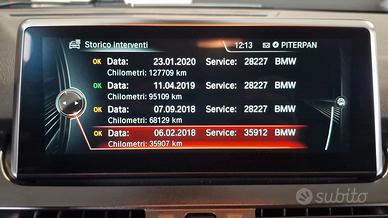 Storico interventi 12:13 PITERPAN
OK Data: 23.01.2020 Service: 28227 BMW
Chilometri: 127709 km
OK Data: 11.04.2019 Service: 28227 BMW
Chilometri: 95109 km
OK Data: 07.09.2018 Service: 28227 BMW
Chilometri: 68129 km
OK Data: 06.02.2018 Service: 35912 BMW
Chilometri: 35907 km
subito